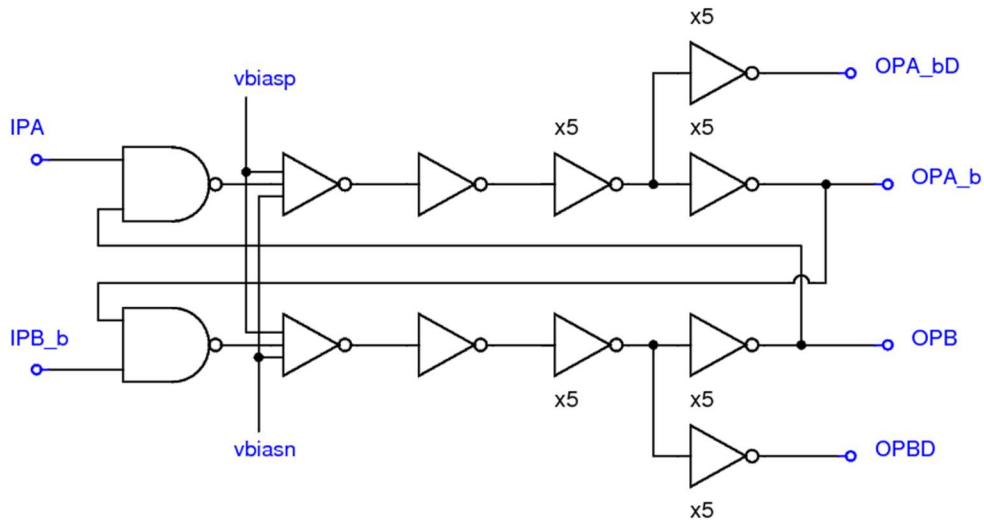 x5
OPA_bD
vbiasp
IPA
x5
x5
OPA_b
IPB_b
OPB
x5
x5
vbiasn
OPBD
x5